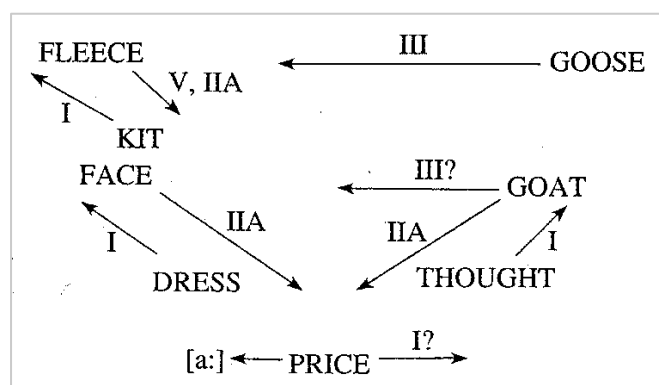 FLEECE III GOOSE
V, IIA
I
KIT
FACE III? GOAT
I IIA IIA I
DRESS THOUGHT
[a:] PRICE I?